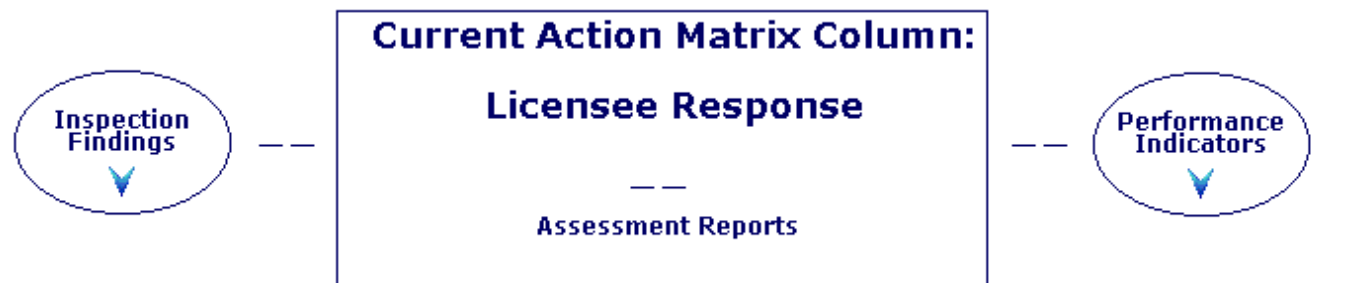 Current Action Matrix Column:
Licensee Response
Inspection
Findings
Performance
Indicators
Assessment Reports